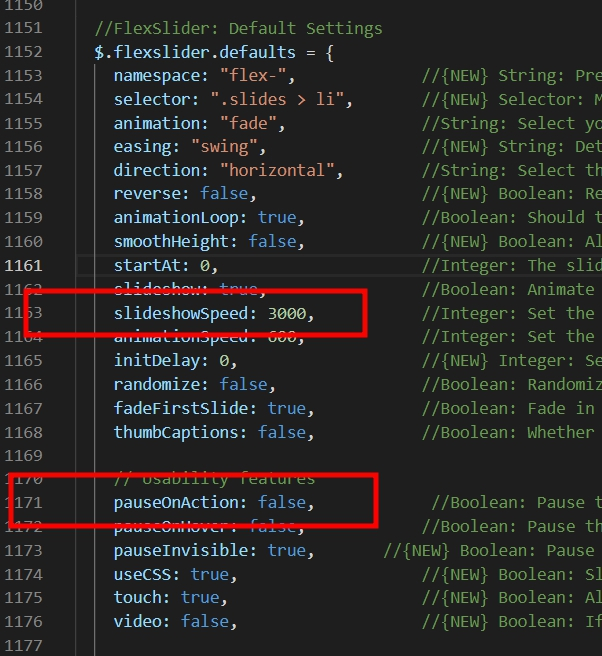 1150
1151 //FlexSlider: Default Settings
1152 $.flexslider.defaults = {
1153 namespace: "flex-", //{NEW} String: Pre
1154 selector: ".slides > li", //{NEW} Selector: M
1155 animation: "fade", //String: Select yo
1156 easing: "swing", //{NEW} String: Det
1157 direction: "horizontal", //String: Select th
1158 reverse: false, //{NEW} Boolean: Re
1159 animationLoop: true, //Boolean: Should t
1160 smoothHeight: false, //{NEW} Boolean: Al
1161 startAt: 0, //Integer: The slid
1162 slideshow: true, //Boolean: Animate
1163 slideshowSpeed: 3000, //Integer: Set the
1164 animationSpeed: 600, //Integer: Set the
1165 initDelay: 0, //{NEW} Integer: Se
1166 randomize: false, //Boolean: Randomiz
1167 fadeFirstSlide: true, //Boolean: Fade in
1168 thumbCaptions: false, //Boolean: Whether
1169
1170 // Usability features
1171 pauseOnAction: false, //Boolean: Pause t
1172 pauseOnHover: false, //Boolean: Pause th
1173 pauseInvisible: true, //{NEW} Boolean: Pause
1174 useCSS: true, //{NEW} Boolean: Sl
1175 touch: true, //{NEW} Boolean: Al
1176 video: false, //{NEW} Boolean: If
1177